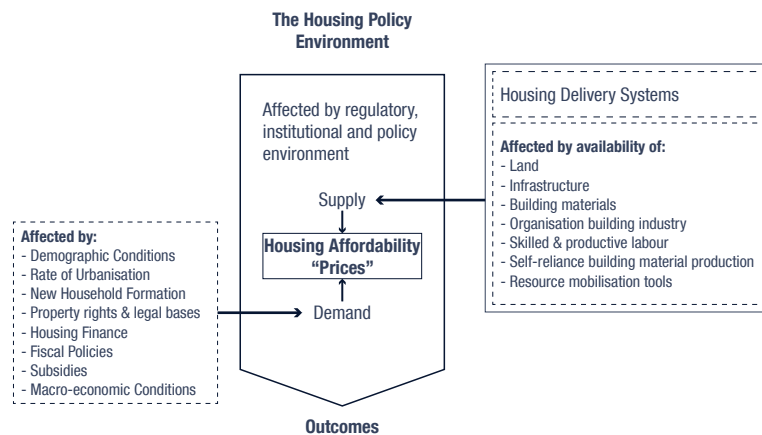 The Housing Policy
Environment
Affected by regulatory,
institutional and policy
environment
Supply
Housing Affordability
“Prices”
Demand
Outcomes
Housing Delivery Systems
Affected by availability of:
- Land
- Infrastructure
- Building materials
- Organisation building industry
- Skilled & productive labour
- Self-reliance building material production
- Resource mobilisation tools
Affected by:
- Demographic Conditions
- Rate of Urbanisation
- New Household Formation
- Property rights & legal bases
- Housing Finance
- Fiscal Policies
- Subsidies
- Macro-economic Conditions